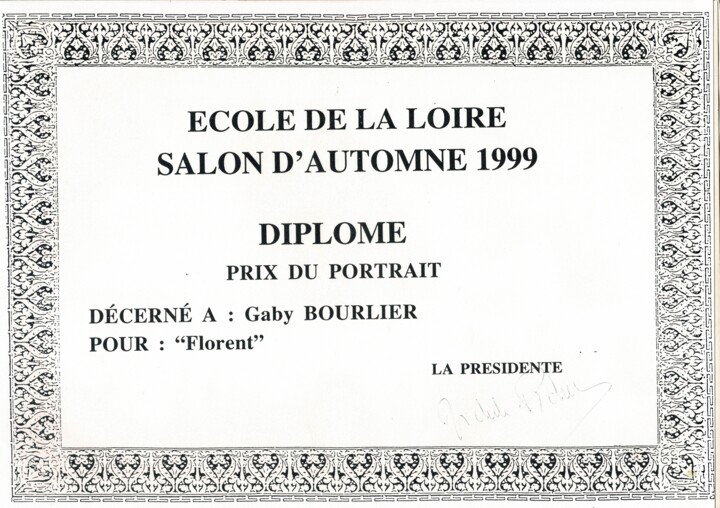 ECOLE DE LA LOIRE
SALON D’AUTOMNE 1999
DIPLOME
PRIX DU PORTRAIT
DÉCERNÉ A : Gaby BOURLIER
POUR : “Florent”
LA PRESIDENTE